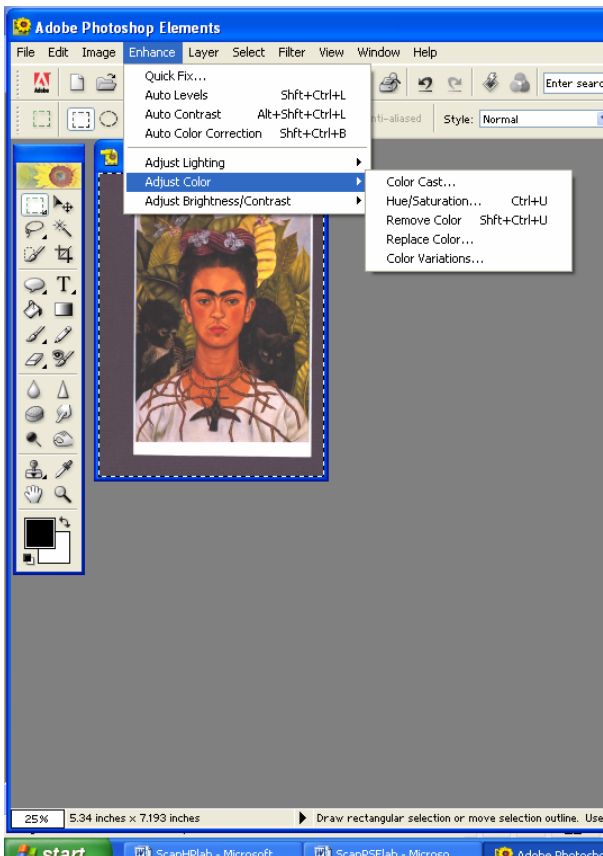 Adobe Photoshop Elements
File Edit Image Enhance Layer Select Filter View Window Help
Adobe
Enter searc
Quick Fix...
Auto Levels Shft+Ctrl+L
Auto Contrast Alt+Shft+Ctrl+L
Auto Color Correction Shft+Ctrl+B
nti-aliased Style: Normal
Adjust Lighting
Adjust Color
Adjust Brightness/Contrast
Color Cast...
Hue/Saturation... Ctrl+U
Remove Color Shft+Ctrl+U
Replace Color...
Color Variations...
T
25% 5.34 inches × 7.193 inches Draw rectangular selection or move selection outline. Use
start ScanHPlab - Microsoft ScanPSElab - Microso Adobe Photosho